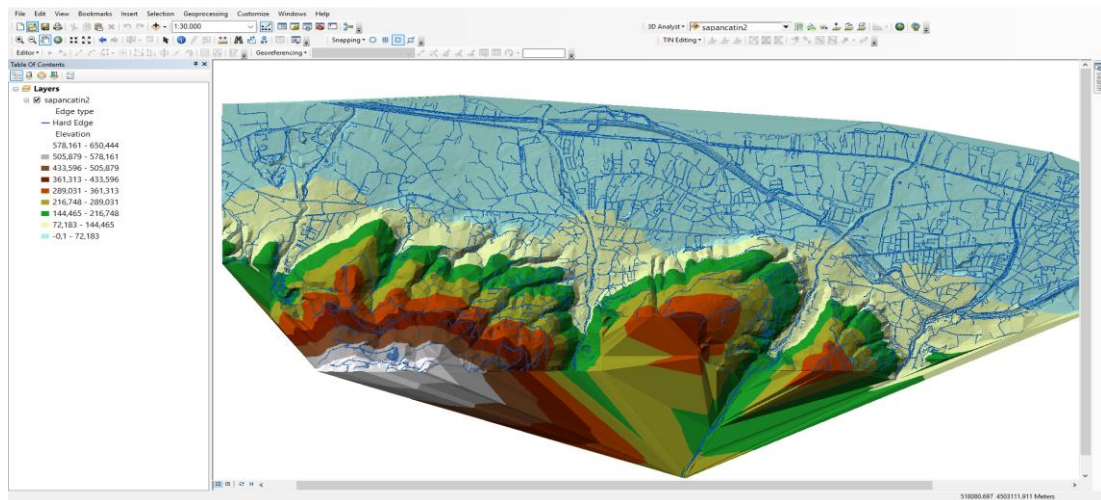 File Edit View Bookmarks Insert Selection Geoprocessing Customize Windows Help
1:30.000
3D Analyst
sapancatin2
Snapping
TIN Editing
Editor
Georeferencing
Table Of Contents
Layers
sapancatin2
Edge type
Hard Edge
Elevation
578,161 - 650,444
505,879 - 578,161
433,596 - 505,879
361,313 - 433,596
289,031 - 361,313
216,748 - 289,031
144,465 - 216,748
72,183 - 144,465
-0,1 - 72,183
Search
518080.697 4503111.911 Meters